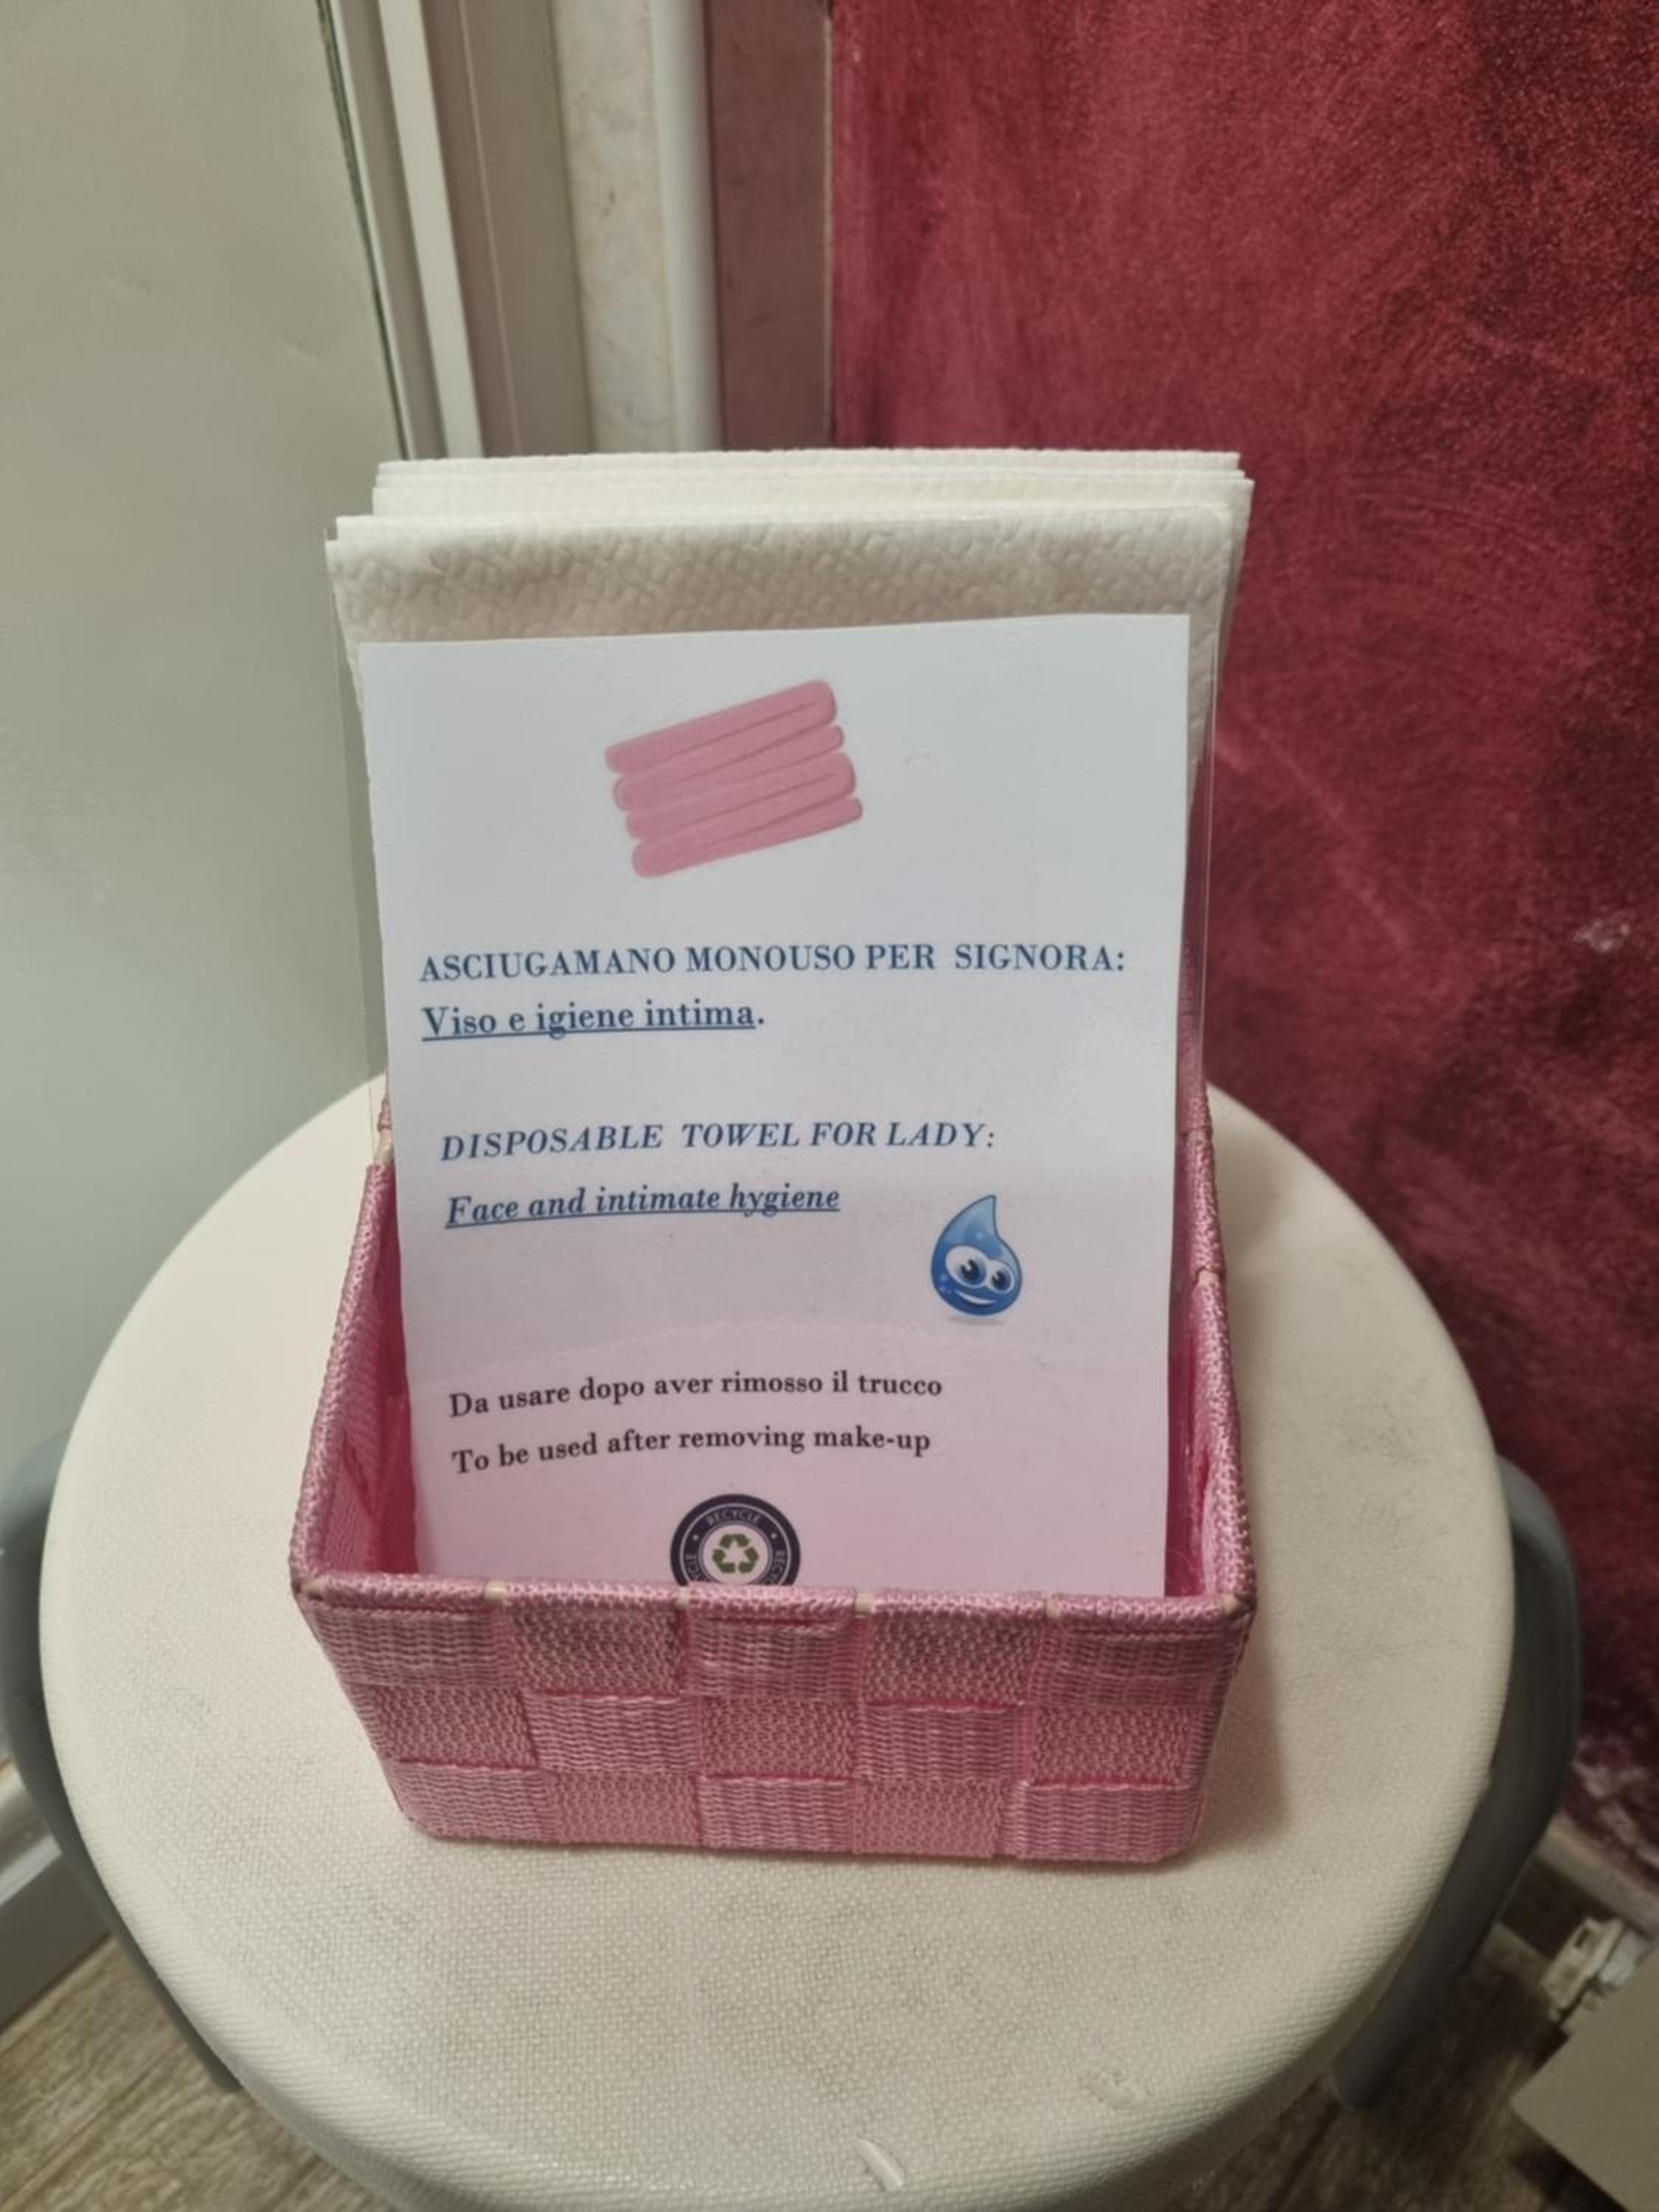 ASCIUGAMANO MONOUSO PER SIGNORA:
Viso e igiene intima.
DISPOSABLE TOWEL FOR LADY:
Face and intimate hygiene
Da usare dopo aver rimosso il trucco
To be used after removing make-up
RECYCLE